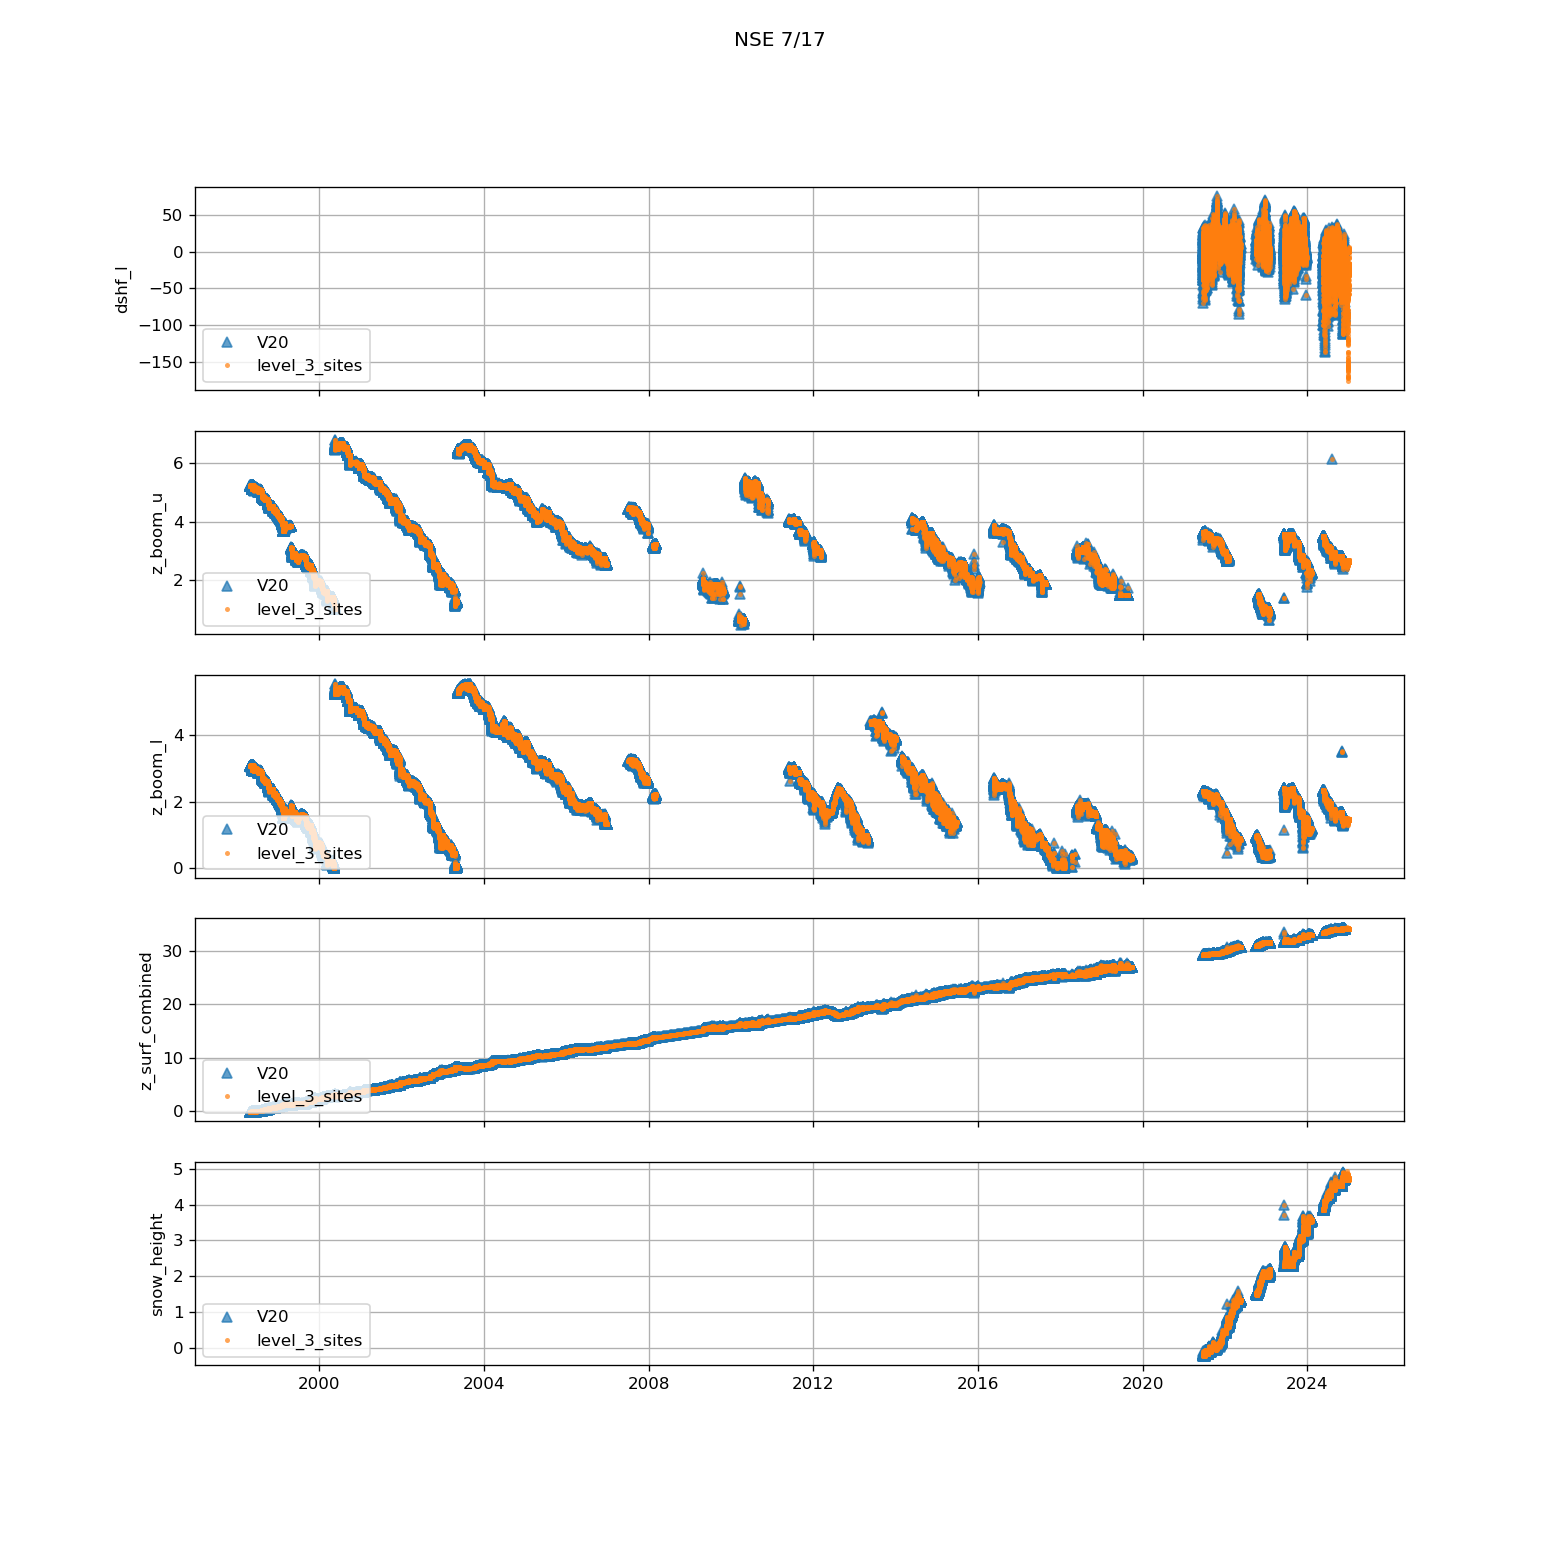 NSE 7/17
dshf_l
50
0
−50
−100
−150
V20
level_3_sites
z_boom_u
6
4
2
V20
level_3_sites
z_boom_l
4
2
0
V20
level_3_sites
z_surf_combined
30
20
10
0
V20
level_3_sites
snow_height
5
4
3
2
1
0
V20
level_3_sites
2000 2004 2008 2012 2016 2020 2024